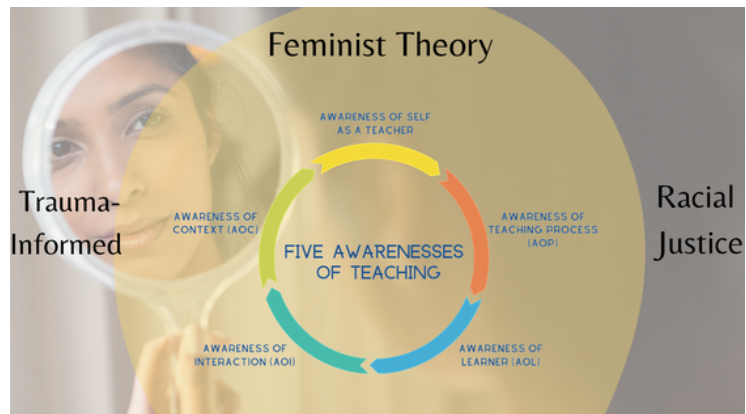 Feminist Theory
AWARENESS OF SELF
AS A TEACHER
Trauma-
Informed
AWARENESS OF
CONTEXT (AOC)
FIVE AWARENESSES
OF TEACHING
AWARENESS OF
TEACHING PROCESS
(AOP)
Racial
Justice
AWARENESS OF
INTERACTION (AOI)
AWARENESS OF
LEARNER (AOL)